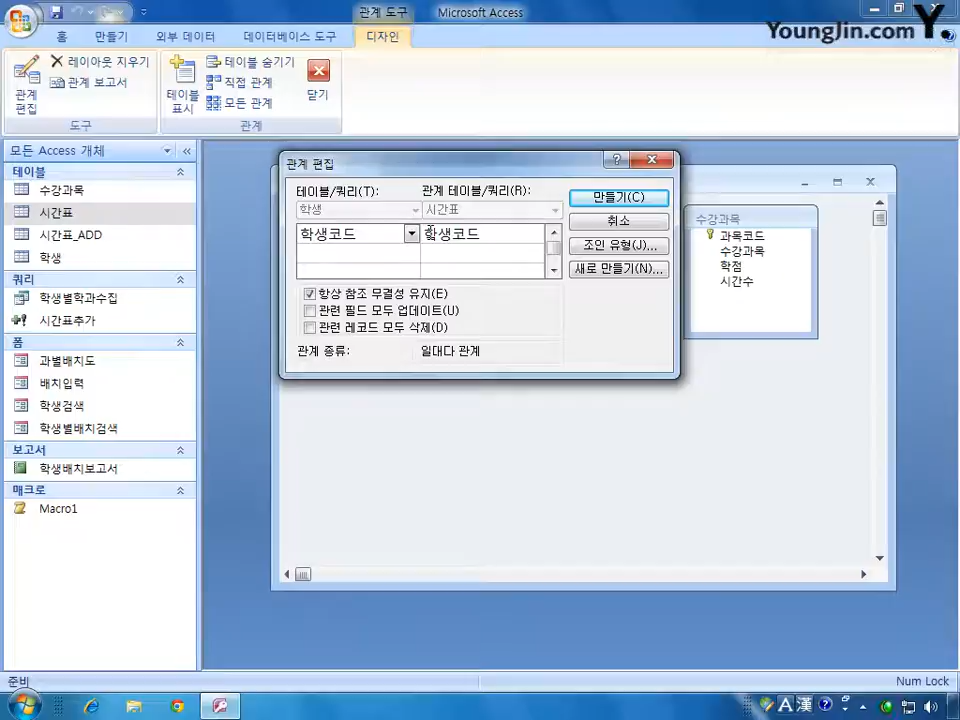 관계 도구
Microsoft Access
YoungJin.com Y.
홈
만들기
외부 데이터
데이터베이스 도구
디자인
관계
편집
레이아웃 지우기
관계 보고서
도구
테이블
표시
테이블 숨기기
직접 관계
모든 관계
닫기
관계
모든 Access 개체
테이블
수강과목
시간표
시간표_ADD
학생
쿼리
학생별학과수집
시간표추가
폼
과별배치도
배치입력
학생검색
학생별배치검색
보고서
학생배치보고서
매크로
Macro1
관계 편집
테이블/쿼리(T):
관계 테이블/쿼리(R):
학생
시간표
학생코드
학생코드
만들기(C)
취소
조인 유형(J)...
새로 만들기(N)...
항상 참조 무결성 유지(E)
관련 필드 모두 업데이트(U)
관련 레코드 모두 삭제(D)
관계 종류:
일대다 관계
수강과목
과목코드
수강과목
학점
시간수
준비
Num Lock
A 漢